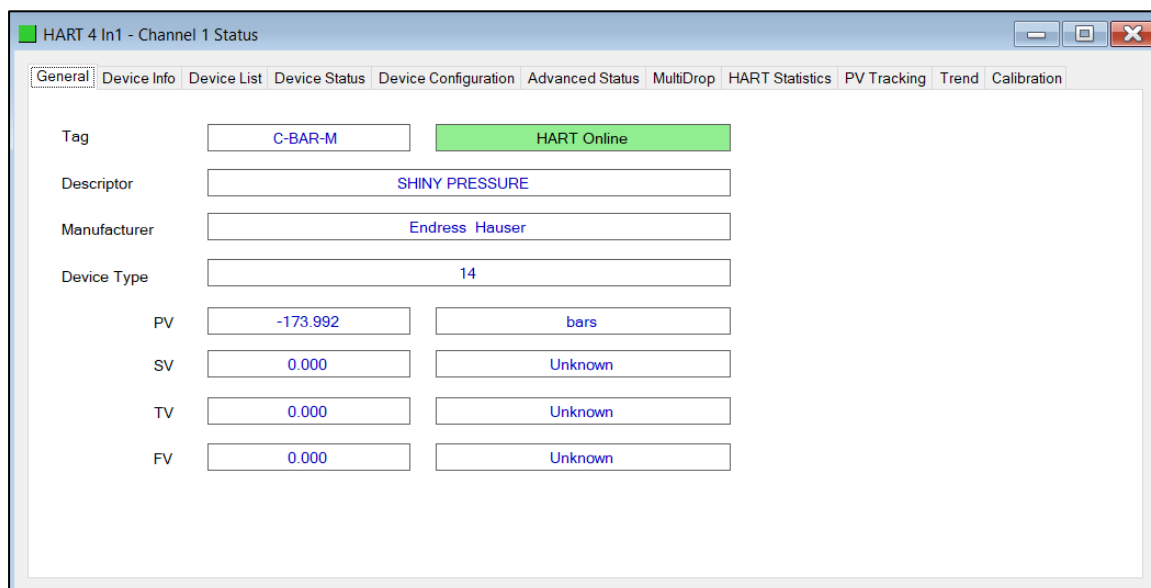 HART 4 In1 - Channel 1 Status
General Device Info Device List Device Status Device Configuration Advanced Status MultiDrop HART Statistics PV Tracking Trend Calibration
Tag C-BAR-M HART Online
Descriptor SHINY PRESSURE
Manufacturer Endress Hauser
Device Type 14
PV -173.992 bars
SV 0.000 Unknown
TV 0.000 Unknown
FV 0.000 Unknown